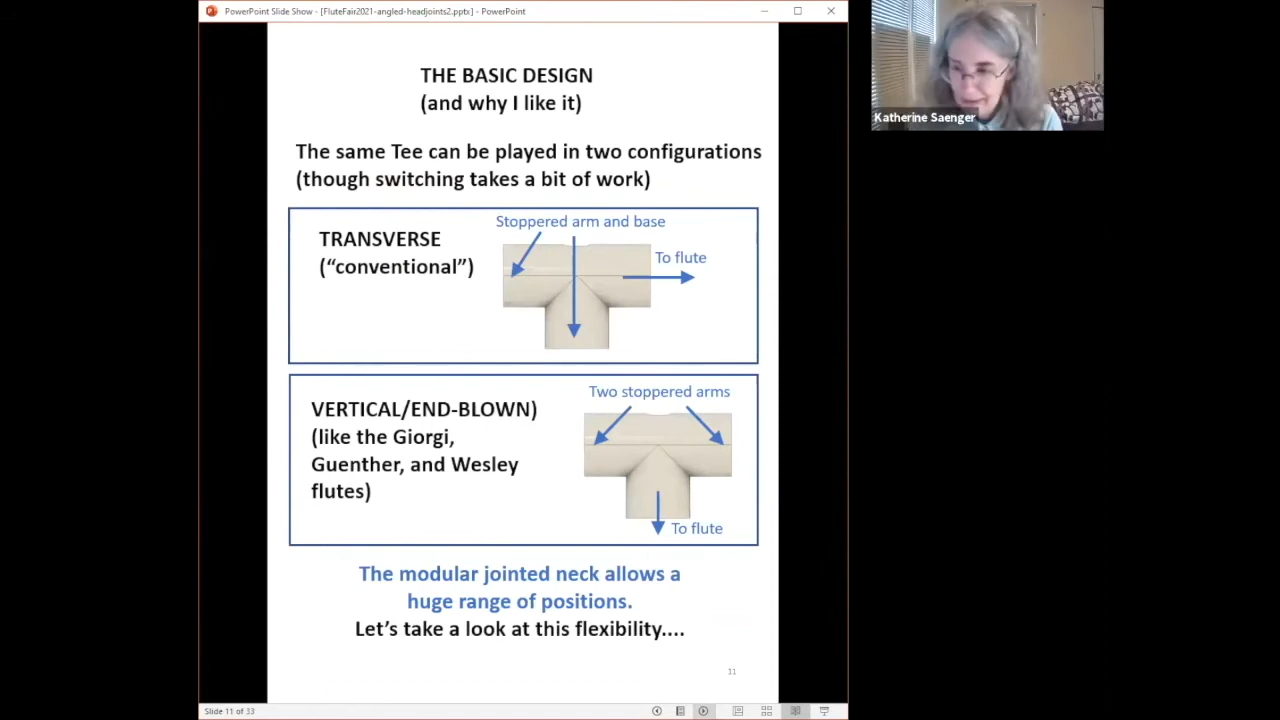 PowerPoint Slide Show - [FluteFair2021-angled-headjoints2.pptx] - PowerPoint
THE BASIC DESIGN
(and why I like it)
The same Tee can be played in two configurations
(though switching takes a bit of work)
Stoppered arm and base
TRANSVERSE
(“conventional”)
To flute
Two stoppered arms
VERTICAL/END-BLOWN)
(like the Giorgi,
Guenther, and Wesley
flutes)
To flute
The modular jointed neck allows a
huge range of positions.
Let’s take a look at this flexibility....
11
Slide 11 of 33
Katherine Saenger